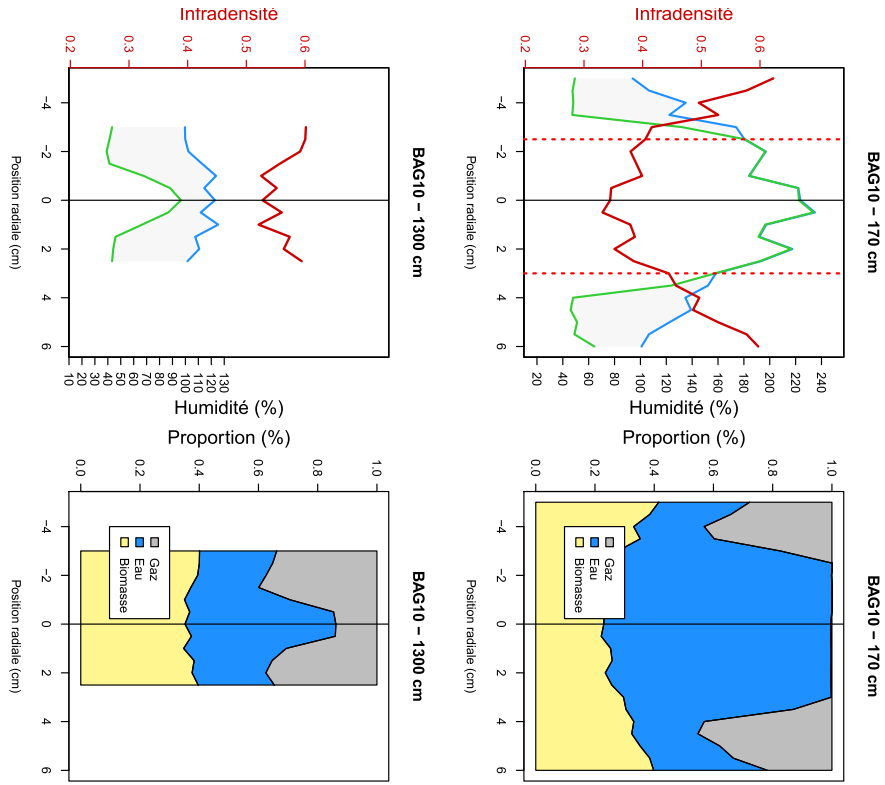 Infradensité
0.2 0.3 0.4 0.5 0.6
−4 −2 0 2 4 6
Position radiale (cm)
BAG10 − 1300 cm
10 20 30 40 50 60 70 80 90 100 110 120 130
Humidité (%)
Infradensité
0.2 0.3 0.4 0.5 0.6
−4 −2 0 2 4 6
Position radiale (cm)
BAG10 − 170 cm
20 40 60 80 100 120 140 160 180 200 220 240
Humidité (%)
Proportion (%)
0.0 0.2 0.4 0.6 0.8 1.0
−4 −2 0 2 4 6
Position radiale (cm)
BAG10 − 1300 cm
Gaz
Eau
Biomasse
Proportion (%)
0.0 0.2 0.4 0.6 0.8 1.0
−4 −2 0 2 4 6
Position radiale (cm)
BAG10 − 170 cm
Gaz
Eau
Biomasse